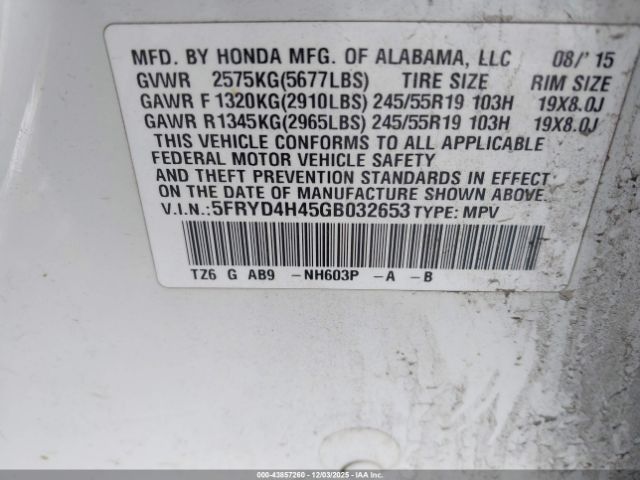 MFD. BY HONDA MFG. OF ALABAMA, LLC 08/'15
GVWR 2575KG(5677LBS) TIRE SIZE RIM SIZE
GAWR F 1320KG(2910LBS) 245/55R19 103H 19X8.0J
GAWR R 1345KG(2965LBS) 245/55R19 103H 19X8.0J
THIS VEHICLE CONFORMS TO ALL APPLICABLE
FEDERAL MOTOR VEHICLE SAFETY
AND THEFT PREVENTION STANDARDS IN EFFECT
ON THE DATE OF MANUFACTURE SHOWN ABOVE.
V.I.N.:5FRYD4H45GB032653 TYPE: MPV
TZ6 G AB9 -NH603P -A -B
000-43857260 - 12/03/2025 - IAA Inc. -000